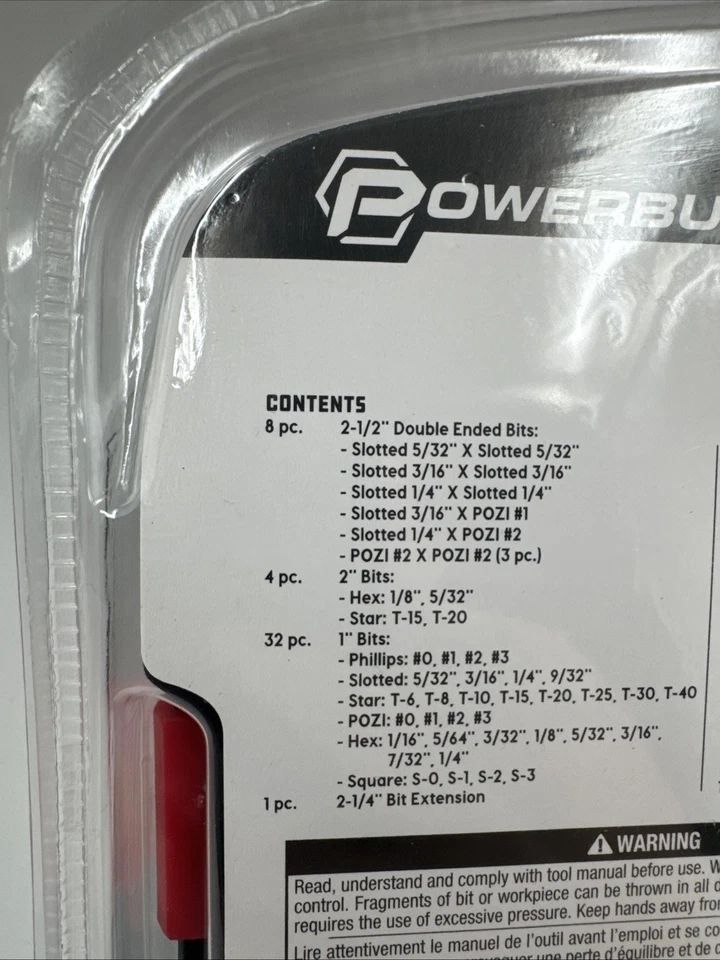 POWERBU
CONTENTS
8 pc. 2-1/2" Double Ended Bits:
- Slotted 5/32" X Slotted 5/32"
- Slotted 3/16" X Slotted 3/16"
- Slotted 1/4" X Slotted 1/4"
- Slotted 3/16" X POZI #1
- Slotted 1/4" X POZI #2
- POZI #2 X POZI #2 (3 pc.)
4 pc. 2" Bits:
- Hex: 1/8", 5/32"
- Star: T-15, T-20
32 pc. 1" Bits:
- Phillips: #0, #1, #2, #3
- Slotted: 5/32", 3/16", 1/4", 9/32"
- Star: T-6, T-8, T-10, T-15, T-20, T-25, T-30, T-40
- POZI: #0, #1, #2, #3
- Hex: 1/16", 5/64", 3/32", 1/8", 5/32", 3/16",
7/32", 1/4"
- Square: S-0, S-1, S-2, S-3
1 pc. 2-1/4" Bit Extension
WARNING
Read, understand and comply with tool manual before use. W
control. Fragments of bit or workpiece can be thrown in all d
requires the use of excessive pressure. Keep hands away fro
Lire attentivement le manuel de l'outil avant l'emploi et se co
une perte d'équilibre et de c